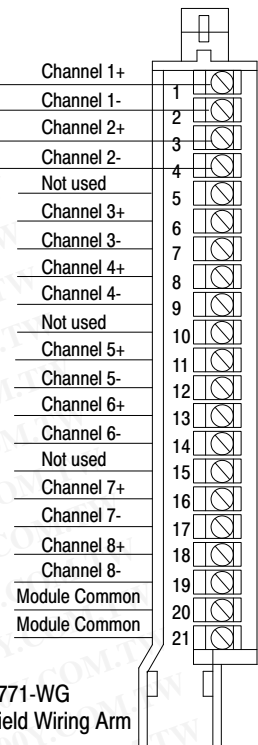 Channel 1+
1
Channel 1-
2
Channel 2+
3
Channel 2-
4
Not used
5
Channel 3+
6
Channel 3-
7
Channel 4+
8
Channel 4-
9
Not used
10
Channel 5+
11
Channel 5-
12
Channel 6+
13
Channel 6-
14
Not used
15
Channel 7+
16
Channel 7-
17
Channel 8+
18
Channel 8-
19
Module Common
20
Module Common
21
771-WG
ield Wiring Arm